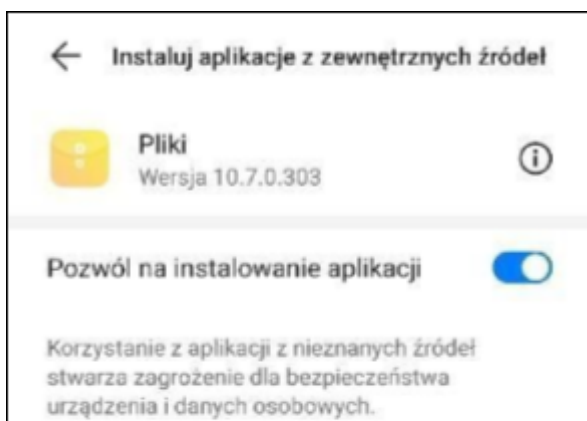 Instaluj aplikacje z zewnętrznych źródeł
Pliki
Wersja 10.7.0.303
Pozwól na instalowanie aplikacji
Korzystanie z aplikacji z nieznanych źródeł
stwarza zagrożenie dla bezpieczeństwa
urządzenia i danych osobowych.